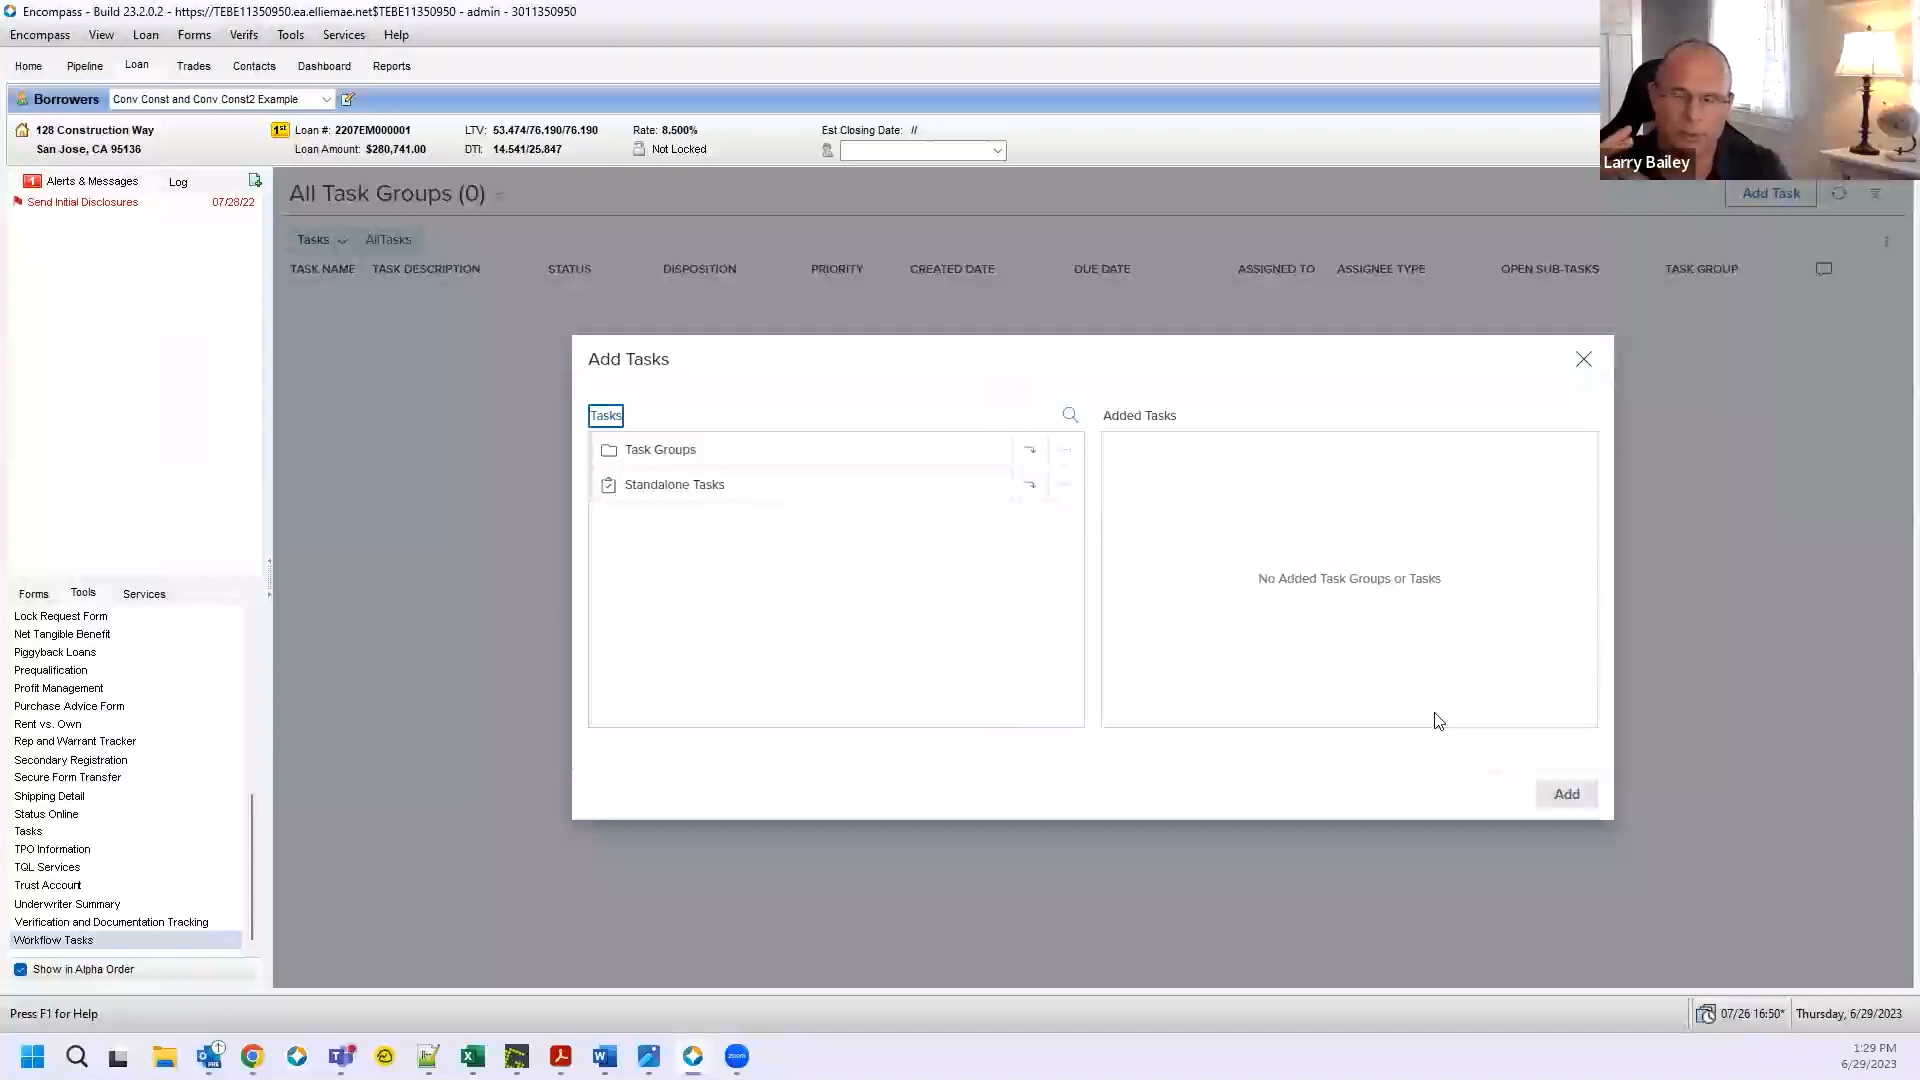 Encompass - Build 23.2.0.2 - https://TEBE11350950.ea.elliemae.net$TEBE11350950 - admin - 3011350950
Encompass View Loan Forms Verifs Tools Services Help
Home Pipeline Loan Trades Contacts Dashboard Reports
Borrowers Conv Const and Conv Const2 Example
128 Construction Way 1st Loan #: 2207EM000001 LTV: 53.474/76.190/76.190 Rate: 8.500% Est Closing Date: //
San Jose, CA 95136 Loan Amount: $280,741.00 DTI: 14.541/25.847 Not Locked
Larry Bailey
1 Alerts & Messages Log
Send Initial Disclosures 07/28/22
All Task Groups (0) Add Task
Tasks AllTasks
TASK NAME TASK DESCRIPTION STATUS DISPOSITION PRIORITY CREATED DATE DUE DATE ASSIGNED TO ASSIGNEE TYPE OPEN SUB-TASKS TASK GROUP
Add Tasks
Tasks Added Tasks
Task Groups
Standalone Tasks
No Added Task Groups or Tasks
Add
Forms Tools Services
Lock Request Form
Net Tangible Benefit
Piggyback Loans
Prequalification
Profit Management
Purchase Advice Form
Rent vs. Own
Rep and Warrant Tracker
Secondary Registration
Secure Form Transfer
Shipping Detail
Status Online
Tasks
TPO Information
TQL Services
Trust Account
Underwriter Summary
Verification and Documentation Tracking
Workflow Tasks
Show in Alpha Order
Press F1 for Help 07/26 16:50* Thursday, 6/29/2023
zoom
1:29 PM
6/29/2023